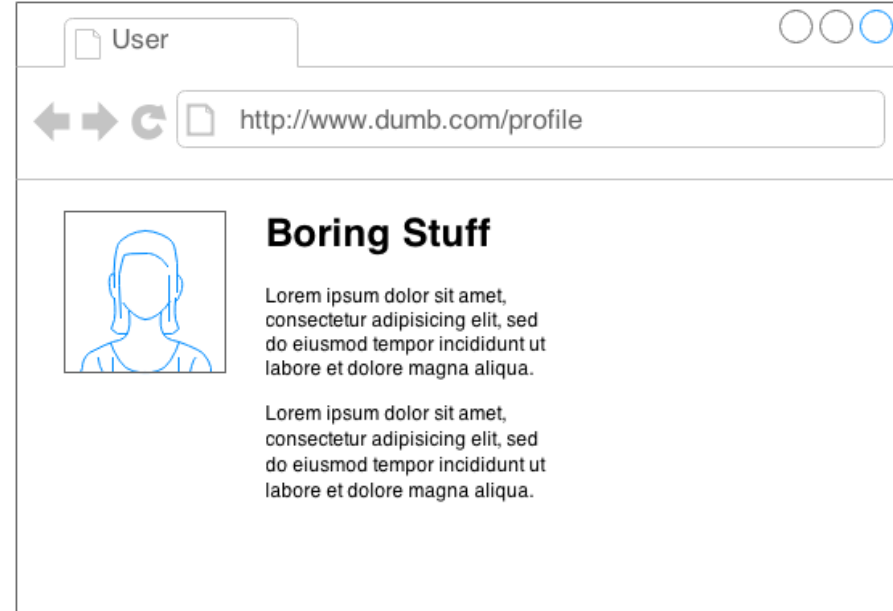 User
http://www.dumb.com/profile
Boring Stuff
Lorem ipsum dolor sit amet,
consectetur adipisicing elit, sed
do eiusmod tempor incididunt ut
labore et dolore magna aliqua.
Lorem ipsum dolor sit amet,
consectetur adipisicing elit, sed
do eiusmod tempor incididunt ut
labore et dolore magna aliqua.